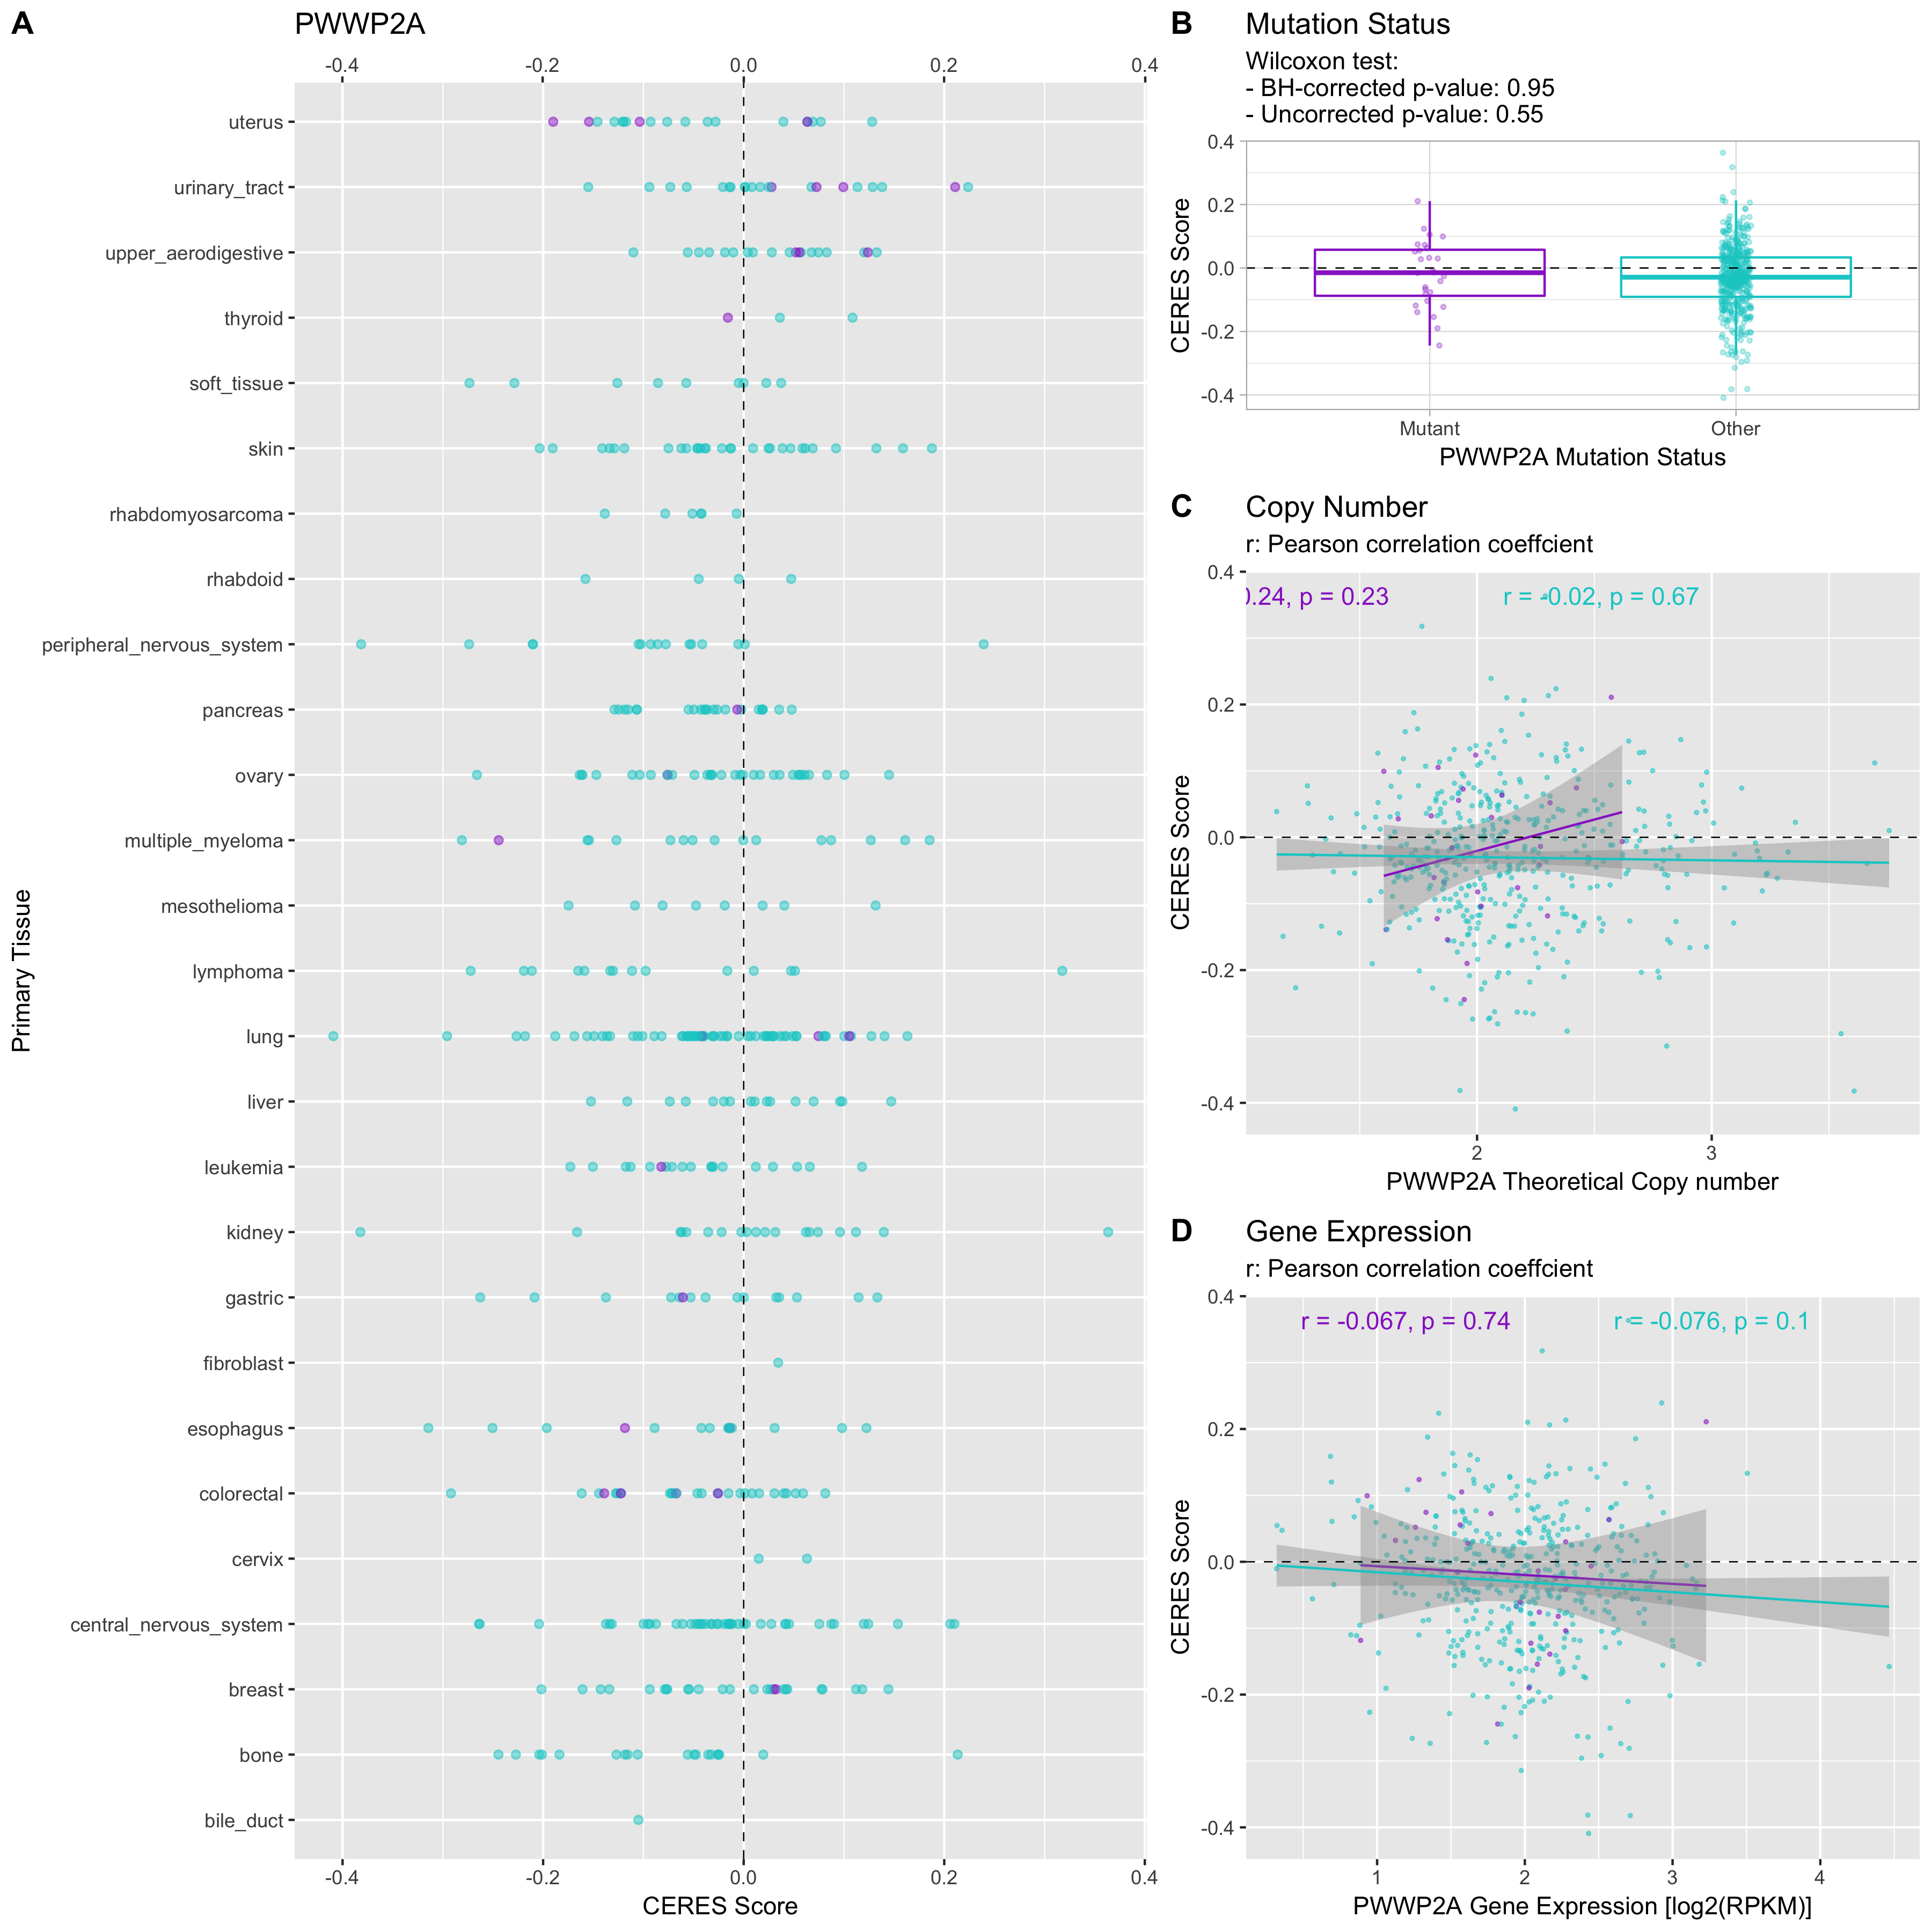 A
PWWP2A
-0.4 -0.2 0.0 0.2 0.4
uterus
urinary_tract
upper_aerodigestive
thyroid
soft_tissue
skin
rhabdomyosarcoma
rhabdoid
peripheral_nervous_system
pancreas
ovary
multiple_myeloma
mesothelioma
lymphoma
lung
liver
leukemia
kidney
gastric
fibroblast
esophagus
colorectal
cervix
central_nervous_system
breast
bone
bile_duct
Primary Tissue
-0.4 -0.2 0.0 0.2 0.4
CERES Score
B
Mutation Status
Wilcoxon test:
- BH-corrected p-value: 0.95
- Uncorrected p-value: 0.55
0.4
0.2
0.0
-0.2
-0.4
CERES Score
Mutant Other
PWWP2A Mutation Status
C
Copy Number
r: Pearson correlation coeffcient
.24, p = 0.23 r = -0.02, p = 0.67
0.4
0.2
0.0
-0.2
-0.4
CERES Score
2 3
PWWP2A Theoretical Copy number
D
Gene Expression
r: Pearson correlation coeffcient
r = -0.067, p = 0.74 r = -0.076, p = 0.1
0.4
0.2
0.0
-0.2
-0.4
CERES Score
1 2 3 4
PWWP2A Gene Expression [log2(RPKM)]